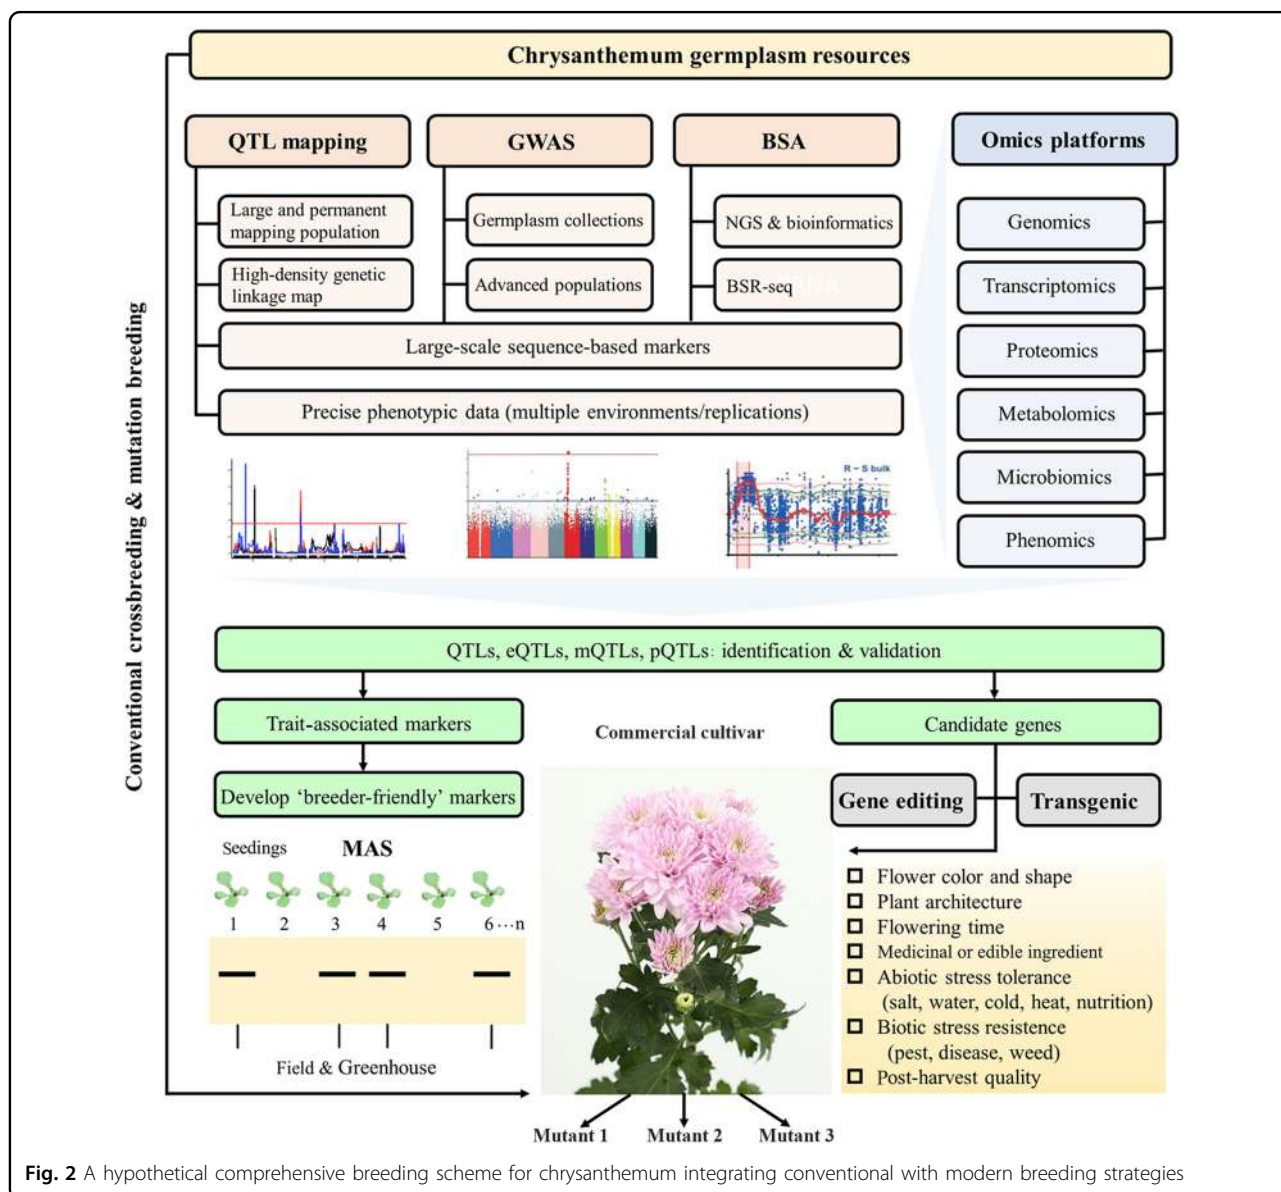 Chrysanthemum germplasm resources
Conventional crossbreeding & mutation breeding
QTL mapping
GWAS
BSA
Omics platforms
Large and permanent
mapping population
High-density genetic
linkage map
Germplasm collections
Advanced populations
NGS & bioinformatics
BSR-seq
Large-scale sequence-based markers
Precise phenotypic data (multiple environments/replications)
Genomics
Transcriptomics
Proteomics
Metabolomics
Microbiomics
Phenomics
R – S bulk
QTLs, eQTLs, mQTLs, pQTLs: identification & validation
Trait-associated markers
Develop ‘breeder-friendly’ markers
Commercial cultivar
Candidate genes
Gene editing
Transgenic
Seedings
MAS
1 2 3 4 5 6···n
Field & Greenhouse
Flower color and shape
Plant architecture
Flowering time
Medicinal or edible ingredient
Abiotic stress tolerance
(salt, water, cold, heat, nutrition)
Biotic stress resistence
(pest, disease, weed)
Post-harvest quality
Mutant 1
Mutant 2
Mutant 3
Fig. 2 A hypothetical comprehensive breeding scheme for chrysanthemum integrating conventional with modern breeding strategies